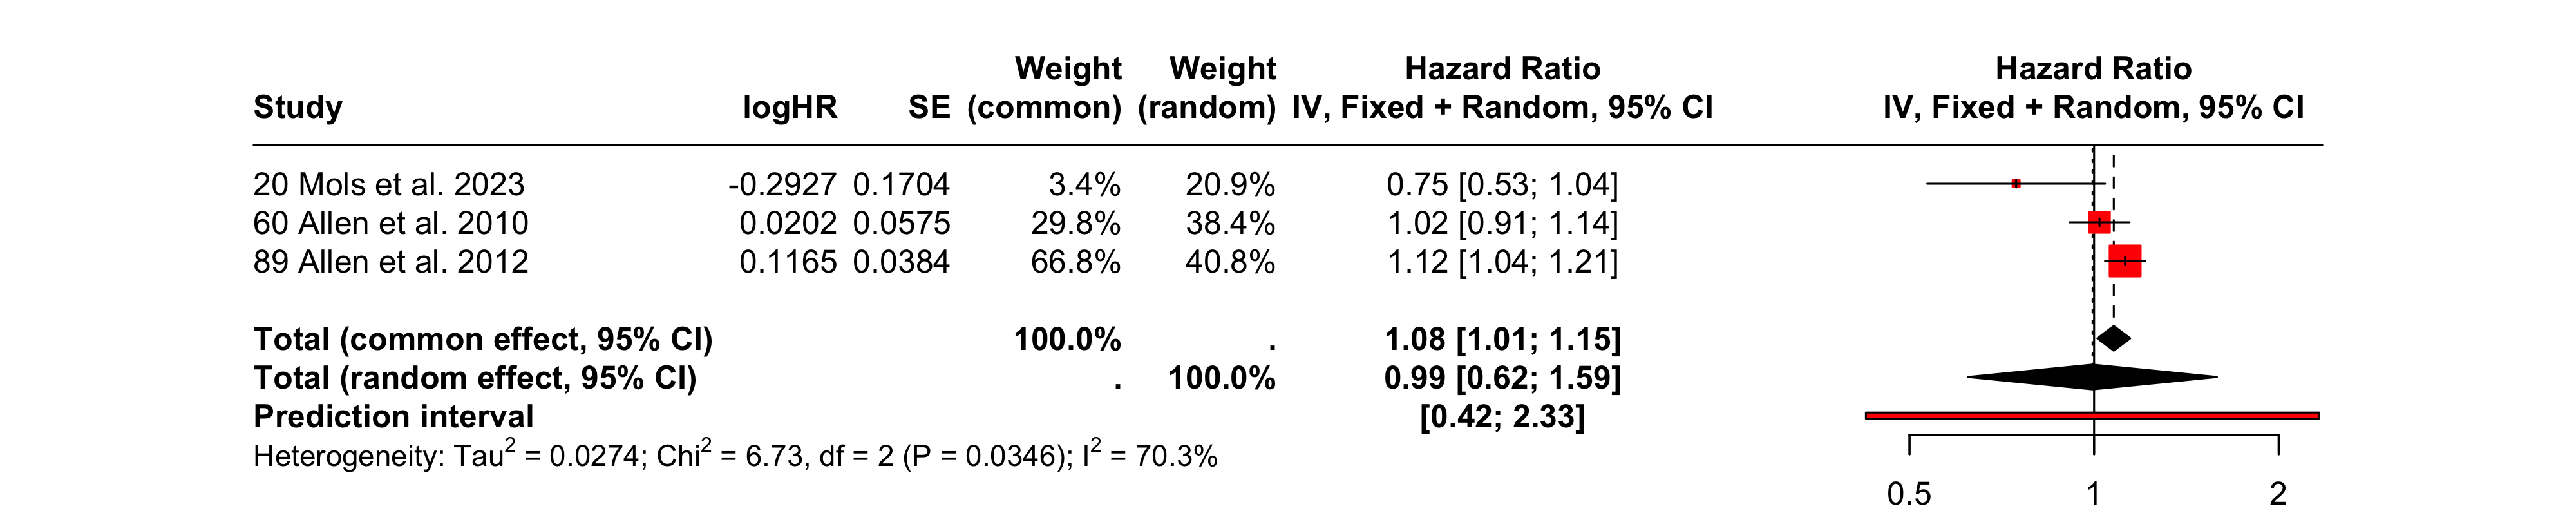 Weight Weight Hazard Ratio Hazard Ratio
Study logHR SE (common) (random) IV, Fixed + Random, 95% CI IV, Fixed + Random, 95% CI
20 Mols et al. 2023 -0.2927 0.1704 3.4% 20.9% 0.75 [0.53; 1.04]
60 Allen et al. 2010 0.0202 0.0575 29.8% 38.4% 1.02 [0.91; 1.14]
89 Allen et al. 2012 0.1165 0.0384 66.8% 40.8% 1.12 [1.04; 1.21]
Total (common effect, 95% CI) 100.0% . 1.08 [1.01; 1.15]
Total (random effect, 95% CI) . 100.0% 0.99 [0.62; 1.59]
Prediction interval [0.42; 2.33]
Heterogeneity: Tau² = 0.0274; Chi² = 6.73, df = 2 (P = 0.0346); I² = 70.3%
0.5 1 2